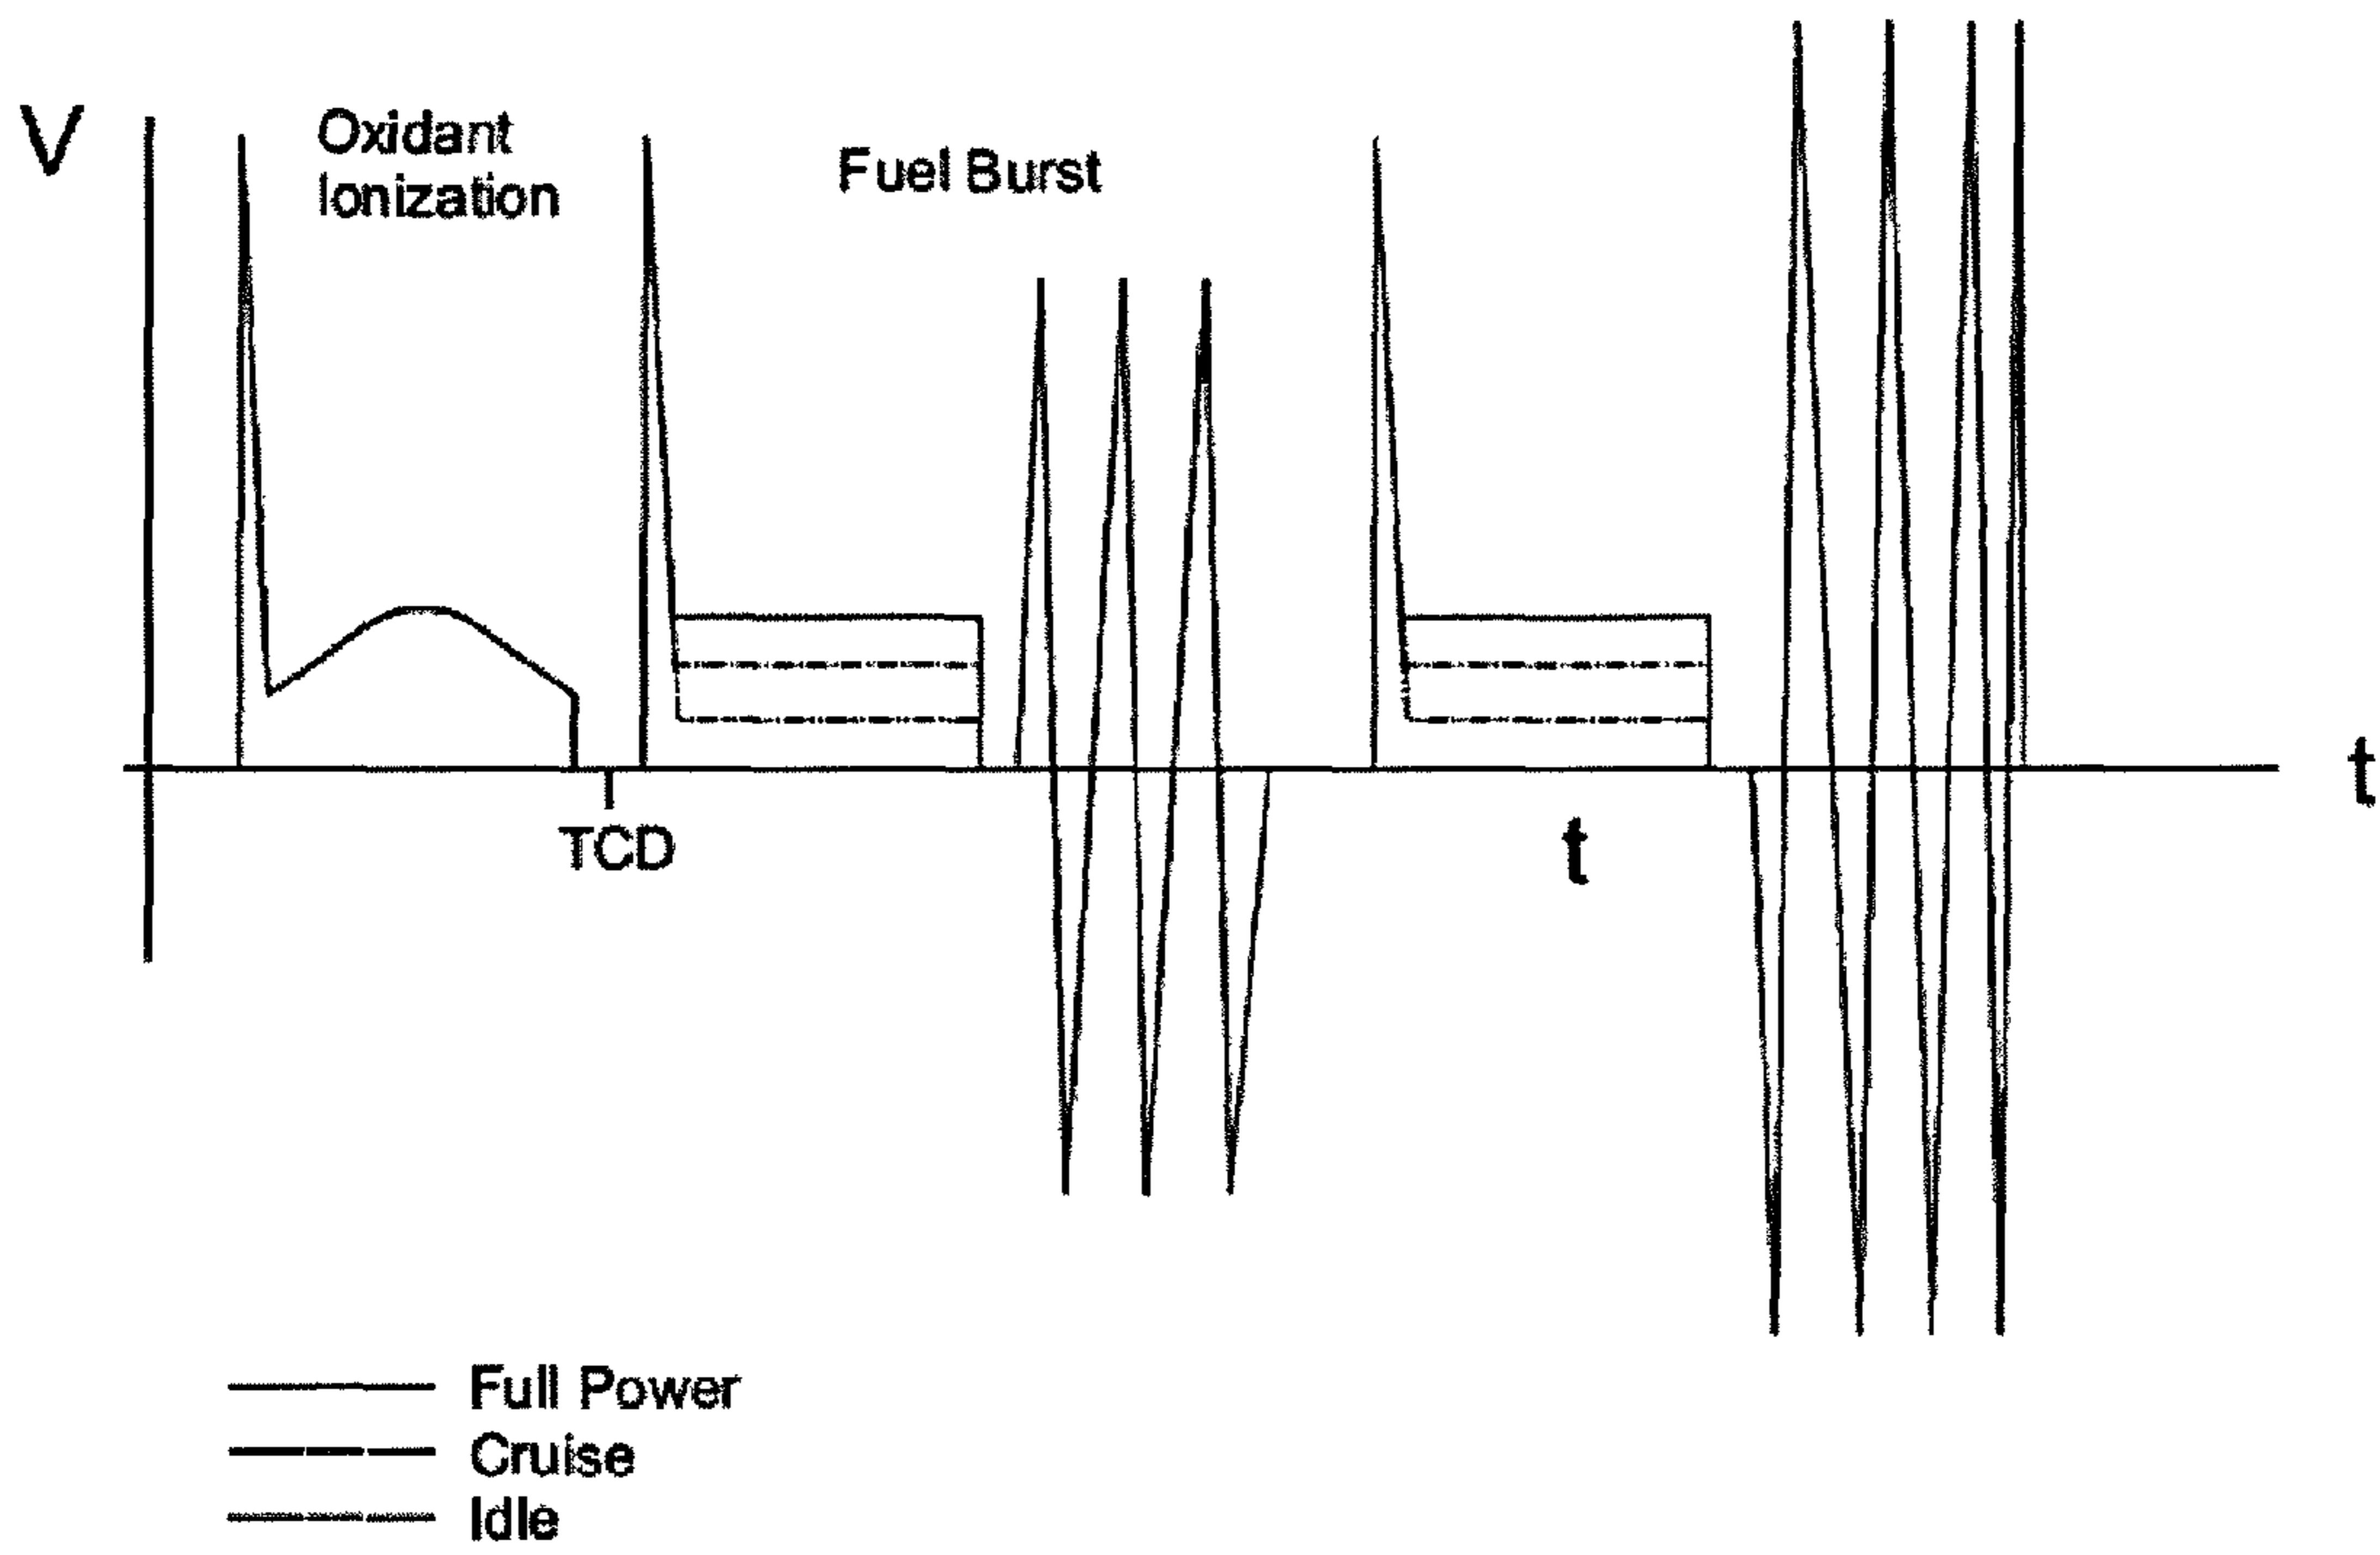 V
Oxidant
Ionization
Fuel Burst
TCD
t
t
Full Power
Cruise
Idle